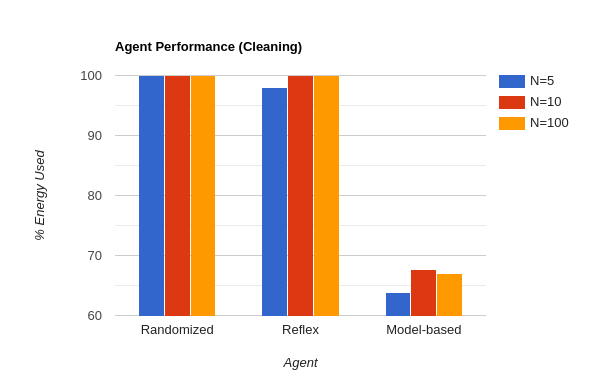 Agent Performance (Cleaning)
100
90
80
70
60
% Energy Used
Randomized
Reflex
Model-based
Agent
N=5
N=10
N=100